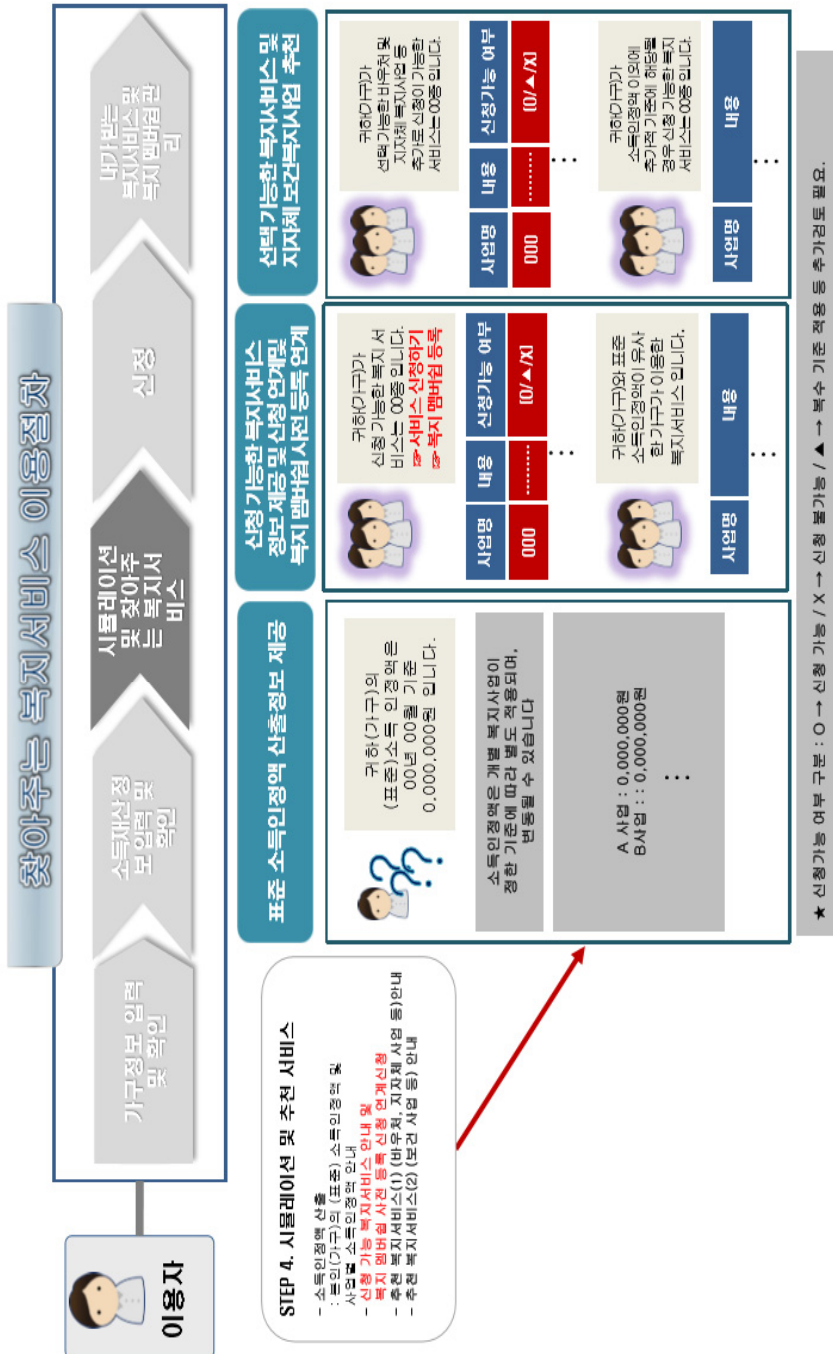 찾아주는 복지서비스 이용절차
이용자
가구정보 입력
및 확인
소득재산 정
보 입력 및
확인
시뮬레이션
및 찾아주
는 복지서
비스
신청
내가 받는
복지서비스 및
복지 멤버쉽 관
리
STEP 4. 시뮬레이션 및 추천 서비스
- 소득인정액 산출
: 본인(가구)의 (표준) 소득인정액 및
사업별 소득인정액 안내
- 신청 가능 복지서비스 안내 및
복지 멤버쉽 사전 등록 신청 연계신청
- 추천 복지서비스(1) (바우처, 지자체 사업 등)안내
- 추천 복지서비스(2) (보건 사업 등) 안내
표준 소득인정액 산출정보 제공
귀하(가구)의
(표준)소득 인정액은
00년 00월 기준
0,000,000원 입니다.
소득인정액은 개별 복지사업이
정한 기준에 따라 별도 적용되며,
변동될 수 있습니다
A 사업 : 0,000,000원
B사업 : : 0,000,000원
:
신청 가능한 복지서비스
정보 제공 및 신청 연계및
복지 멤버쉽 사전 등록 연계
귀하(가구)가
신청 가능한 복지 서
비스는 00종 입니다.
☞ 서비스 신청하기
☞ 복지 멤버쉽 등록
사업명 내용 신청가능 여부
000 ......... [O/▲/X]
:
귀하(가구)와 표준
소득인정액이 유사
한 가구가 이용한
복지서비스 입니다.
사업명 내용
:
선택 가능한 복지서비스 및
지자체 보건복지사업 추천
귀하(가구)가
선택 가능한 바우처 및
지자체 복지사업 등
추가로 신청이 가능한
서비스는 00종 입니다.
사업명 내용 신청가능 여부
000 ......... [O/▲/X]
:
귀하(가구)가
소득인정액 이외에
추가적 기준에 해당될
경우 신청 가능한 복지
서비스는 00종 입니다.
사업명 내용
:
★ 신청가능 여부 구분 : O → 신청 가능 / X → 신청 불가능 / ▲ → 복수 기준 적용 등 추가검토 필요.